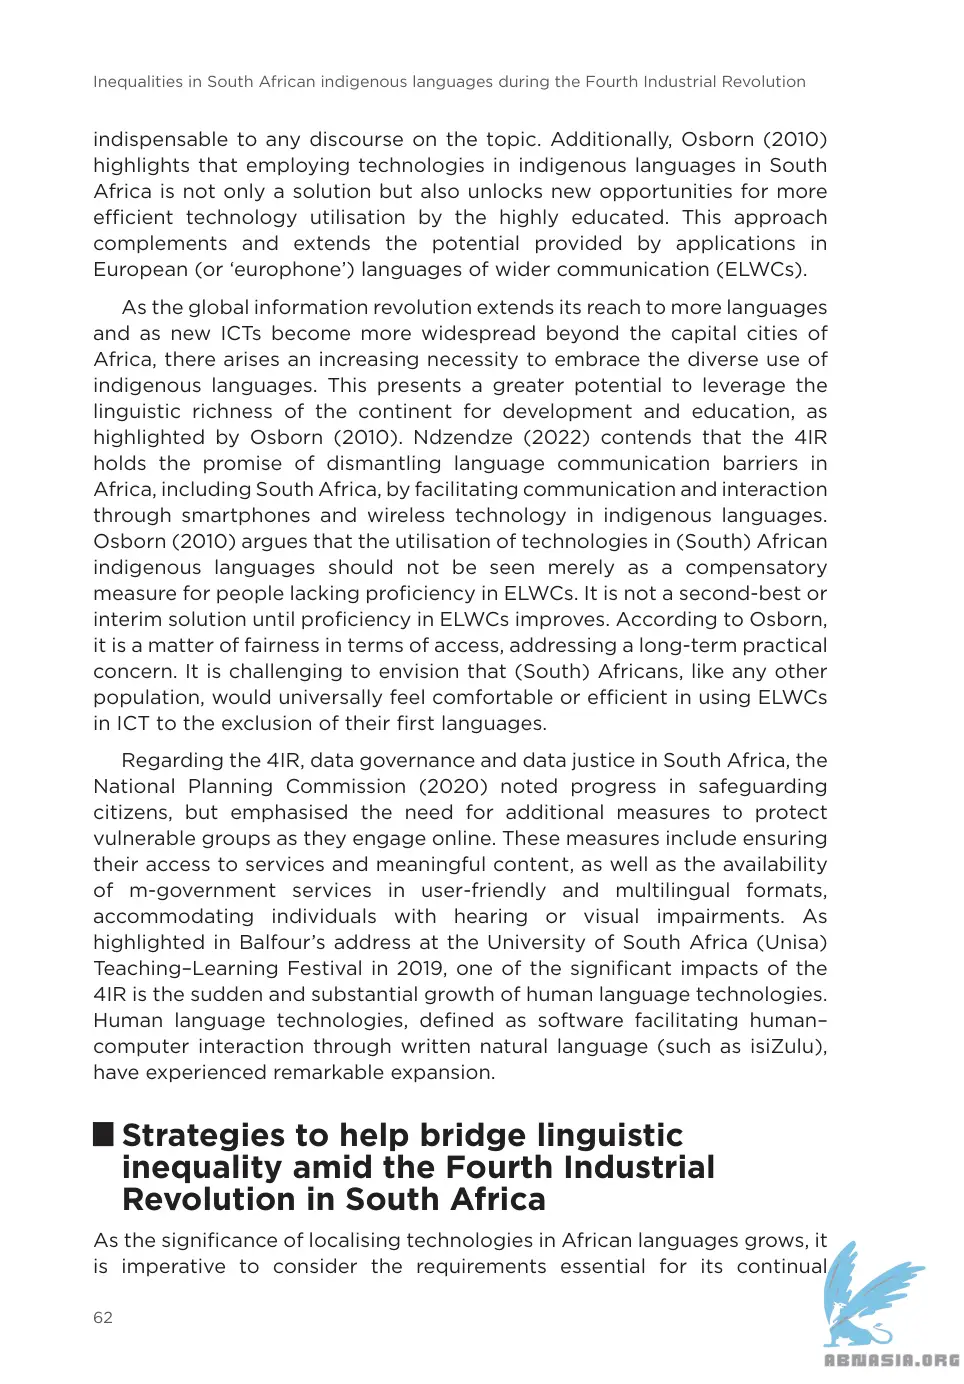 Inequalities in South African indigenous languages during the Fourth Industrial Revolution
indispensable to any discourse on the topic. Additionally, Osborn (2010)
highlights that employing technologies in indigenous languages in South
Africa is not only a solution but also unlocks new opportunities for more
efficient technology utilisation by the highly educated. This approach
complements and extends the potential provided by applications in
European (or ‘europhone’) languages of wider communication (ELWCs).
As the global information revolution extends its reach to more languages
and as new ICTs become more widespread beyond the capital cities of
Africa, there arises an increasing necessity to embrace the diverse use of
indigenous languages. This presents a greater potential to leverage the
linguistic richness of the continent for development and education, as
highlighted by Osborn (2010). Ndzendze (2022) contends that the 4IR
holds the promise of dismantling language communication barriers in
Africa, including South Africa, by facilitating communication and interaction
through smartphones and wireless technology in indigenous languages.
Osborn (2010) argues that the utilisation of technologies in (South) African
indigenous languages should not be seen merely as a compensatory
measure for people lacking proficiency in ELWCs. It is not a second-best or
interim solution until proficiency in ELWCs improves. According to Osborn,
it is a matter of fairness in terms of access, addressing a long-term practical
concern. It is challenging to envision that (South) Africans, like any other
population, would universally feel comfortable or efficient in using ELWCs
in ICT to the exclusion of their first languages.
Regarding the 4IR, data governance and data justice in South Africa, the
National Planning Commission (2020) noted progress in safeguarding
citizens, but emphasised the need for additional measures to protect
vulnerable groups as they engage online. These measures include ensuring
their access to services and meaningful content, as well as the availability
of m-government services in user-friendly and multilingual formats,
accommodating individuals with hearing or visual impairments. As
highlighted in Balfour’s address at the University of South Africa (Unisa)
Teaching–Learning Festival in 2019, one of the significant impacts of the
4IR is the sudden and substantial growth of human language technologies.
Human language technologies, defined as software facilitating human–
computer interaction through written natural language (such as isiZulu),
have experienced remarkable expansion.
Strategies to help bridge linguistic
inequality amid the Fourth Industrial
Revolution in South Africa
As the significance of localising technologies in African languages grows, it
is imperative to consider the requirements essential for its continual
62
ABNASIA.ORG